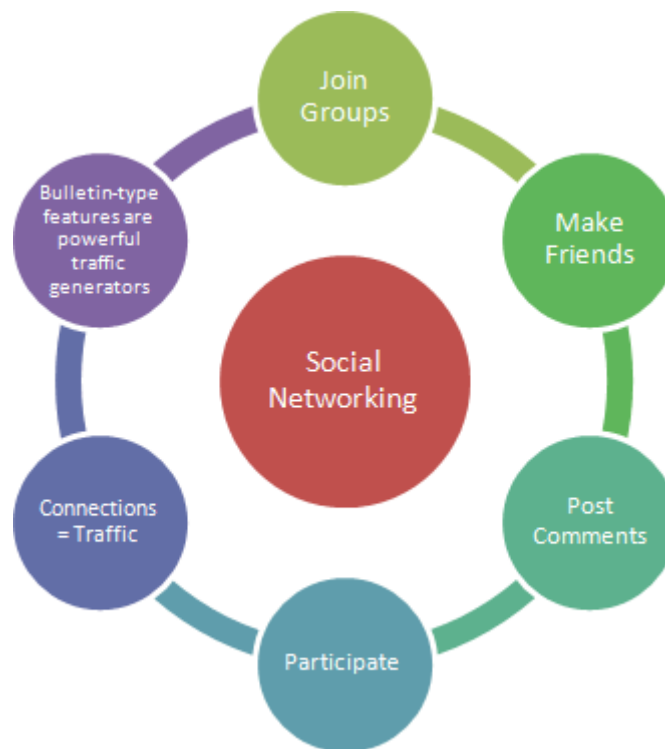 Join
Groups
Make
Friends
Post
Comments
Participate
Connections
= Traffic
Bulletin-type
features are
powerful
traffic
generators
Social
Networking